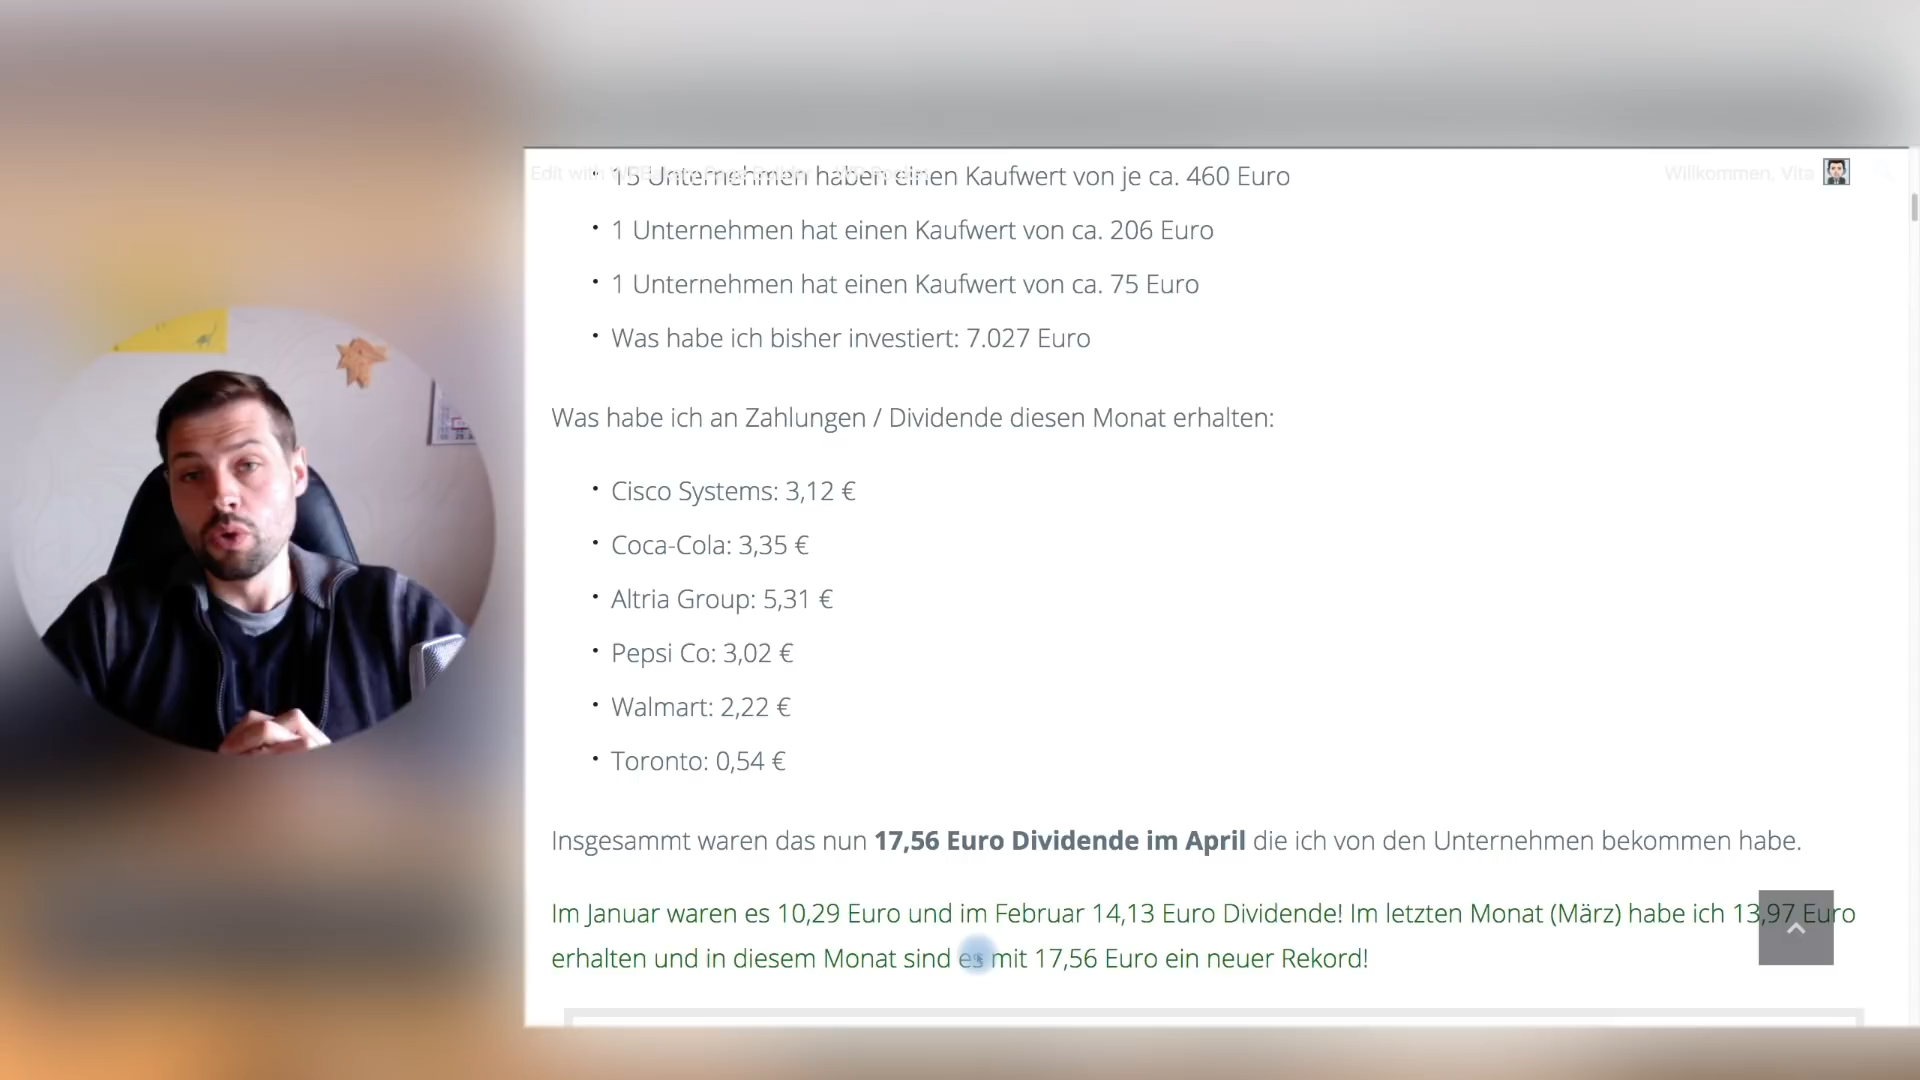 Edit with
Willkommen, Vita
15 Unternehmen haben einen Kaufwert von je ca. 460 Euro
1 Unternehmen hat einen Kaufwert von ca. 206 Euro
1 Unternehmen hat einen Kaufwert von ca. 75 Euro
Was habe ich bisher investiert: 7.027 Euro
Was habe ich an Zahlungen / Dividende diesen Monat erhalten:
Cisco Systems: 3,12 €
Coca-Cola: 3,35 €
Altria Group: 5,31 €
Pepsi Co: 3,02 €
Walmart: 2,22 €
Toronto: 0,54 €
Insgesammt waren das nun 17,56 Euro Dividende im April die ich von den Unternehmen bekommen habe.
Im Januar waren es 10,29 Euro und im Februar 14,13 Euro Dividende! Im letzten Monat (März) habe ich 13,97 Euro
erhalten und in diesem Monat sind es mit 17,56 Euro ein neuer Rekord!